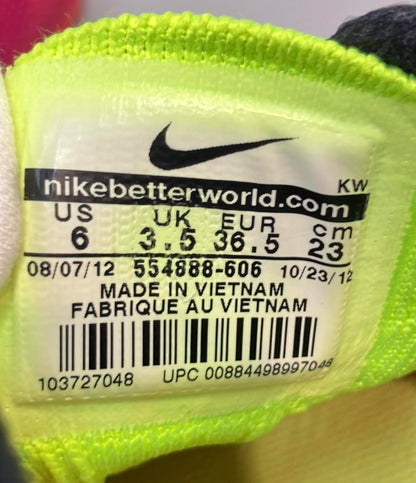 KW
nikebetterworld.com
US UK EUR cm
6 3.5 36.5 23
08/07/12 554888-606 10/23/12
MADE IN VIETNAM
FABRIQUE AU VIETNAM
103727048 UPC 00884498997048